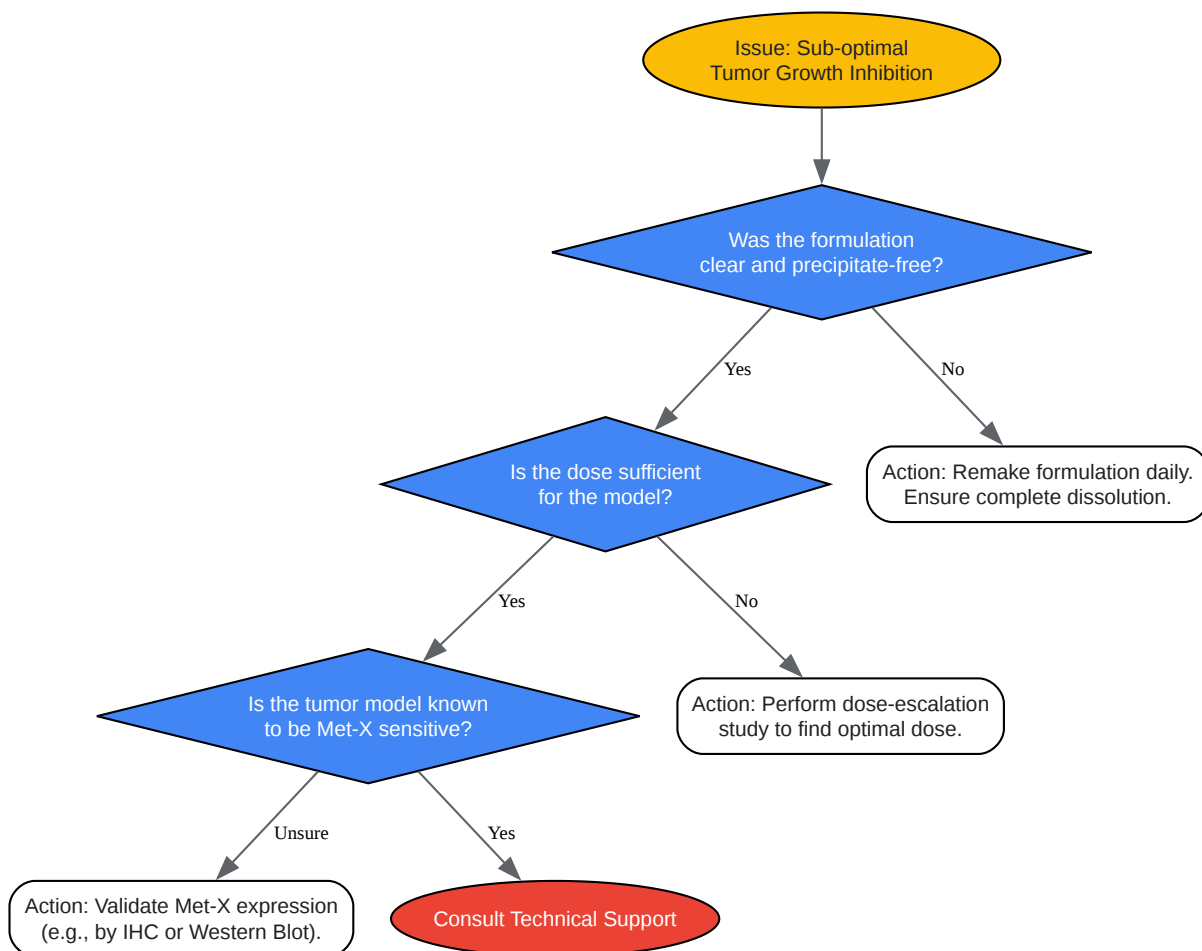 Issue: Sub-optimal
Tumor Growth Inhibition
Was the formulation
clear and precipitate-free?
Yes
No
Is the dose sufficient
for the model?
Action: Remake formulation daily.
Ensure complete dissolution.
Yes
No
Is the tumor model known
to be Met-X sensitive?
Action: Perform dose-escalation
study to find optimal dose.
Unsure
Yes
Action: Validate Met-X expression
(e.g., by IHC or Western Blot).
Consult Technical Support